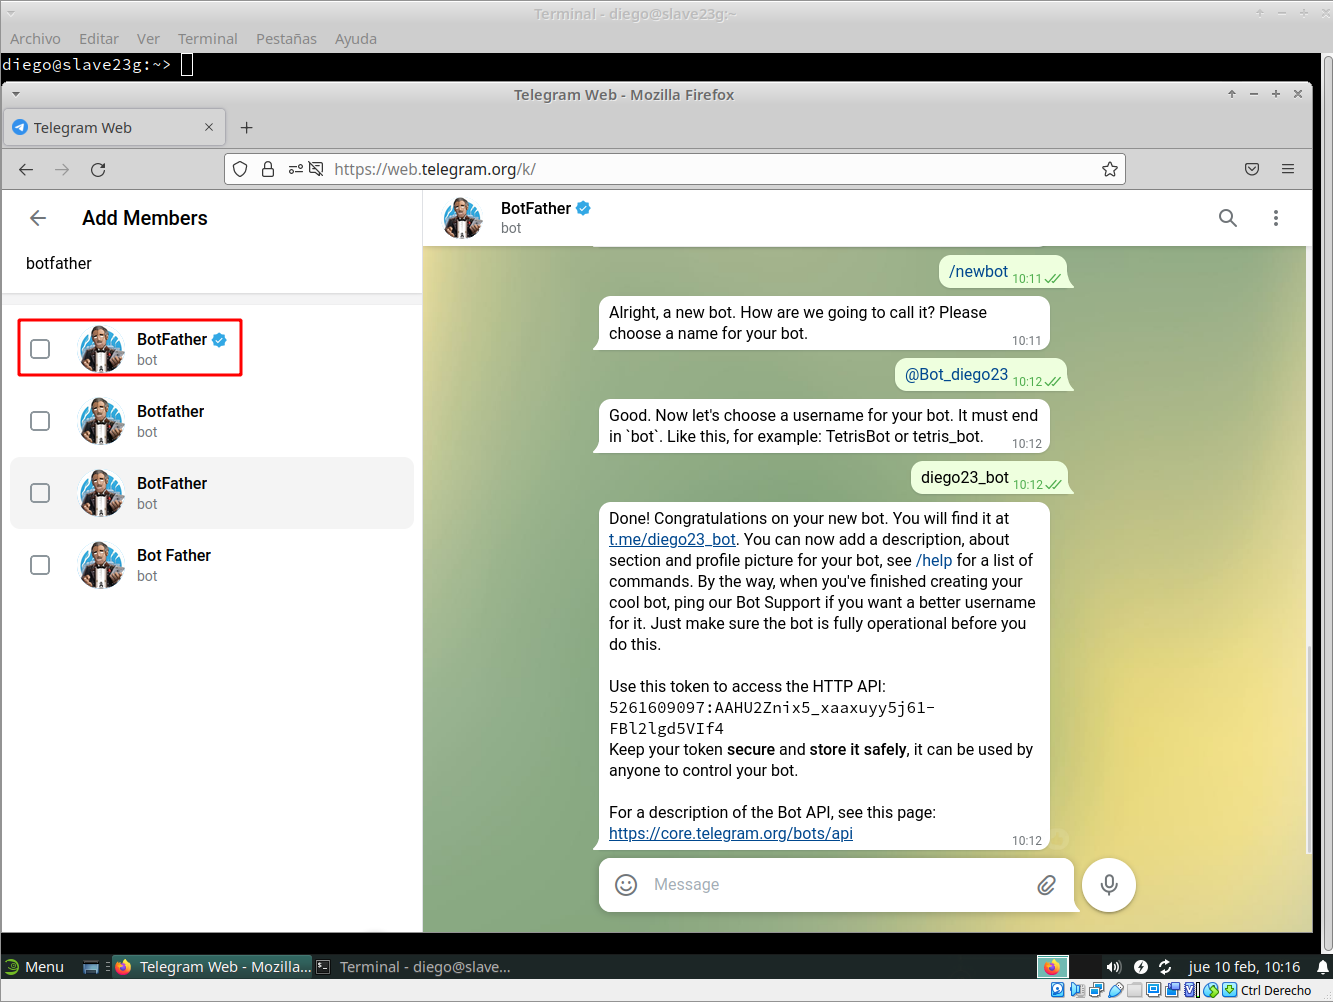 Terminal - diego@slave23g:~
Archivo Editar Ver Terminal Pestañas Ayuda
diego@slave23g:~>
Telegram Web - Mozilla Firefox
Telegram Web
https://web.telegram.org/k/
Add Members
botfather
BotFather
bot
Botfather
bot
BotFather
bot
Bot Father
bot
BotFather
bot
/newbot 10:11
Alright, a new bot. How are we going to call it? Please
choose a name for your bot. 10:11
@Bot_diego23 10:12
Good. Now let's choose a username for your bot. It must end
in `bot`. Like this, for example: TetrisBot or tetris_bot. 10:12
diego23_bot 10:12
Done! Congratulations on your new bot. You will find it at
t.me/diego23_bot. You can now add a description, about
section and profile picture for your bot, see /help for a list of
commands. By the way, when you've finished creating your
cool bot, ping our Bot Support if you want a better username
for it. Just make sure the bot is fully operational before you
do this.
Use this token to access the HTTP API:
5261609097:AAHU2Znix5_xaaxuyy5j61-
FBl2lgd5VIf4
Keep your token secure and store it safely, it can be used by
anyone to control your bot.
For a description of the Bot API, see this page:
https://core.telegram.org/bots/api 10:12
Message
Menu Telegram Web - Mozilla... Terminal - diego@slave... jue 10 feb, 10:16
Ctrl Derecho